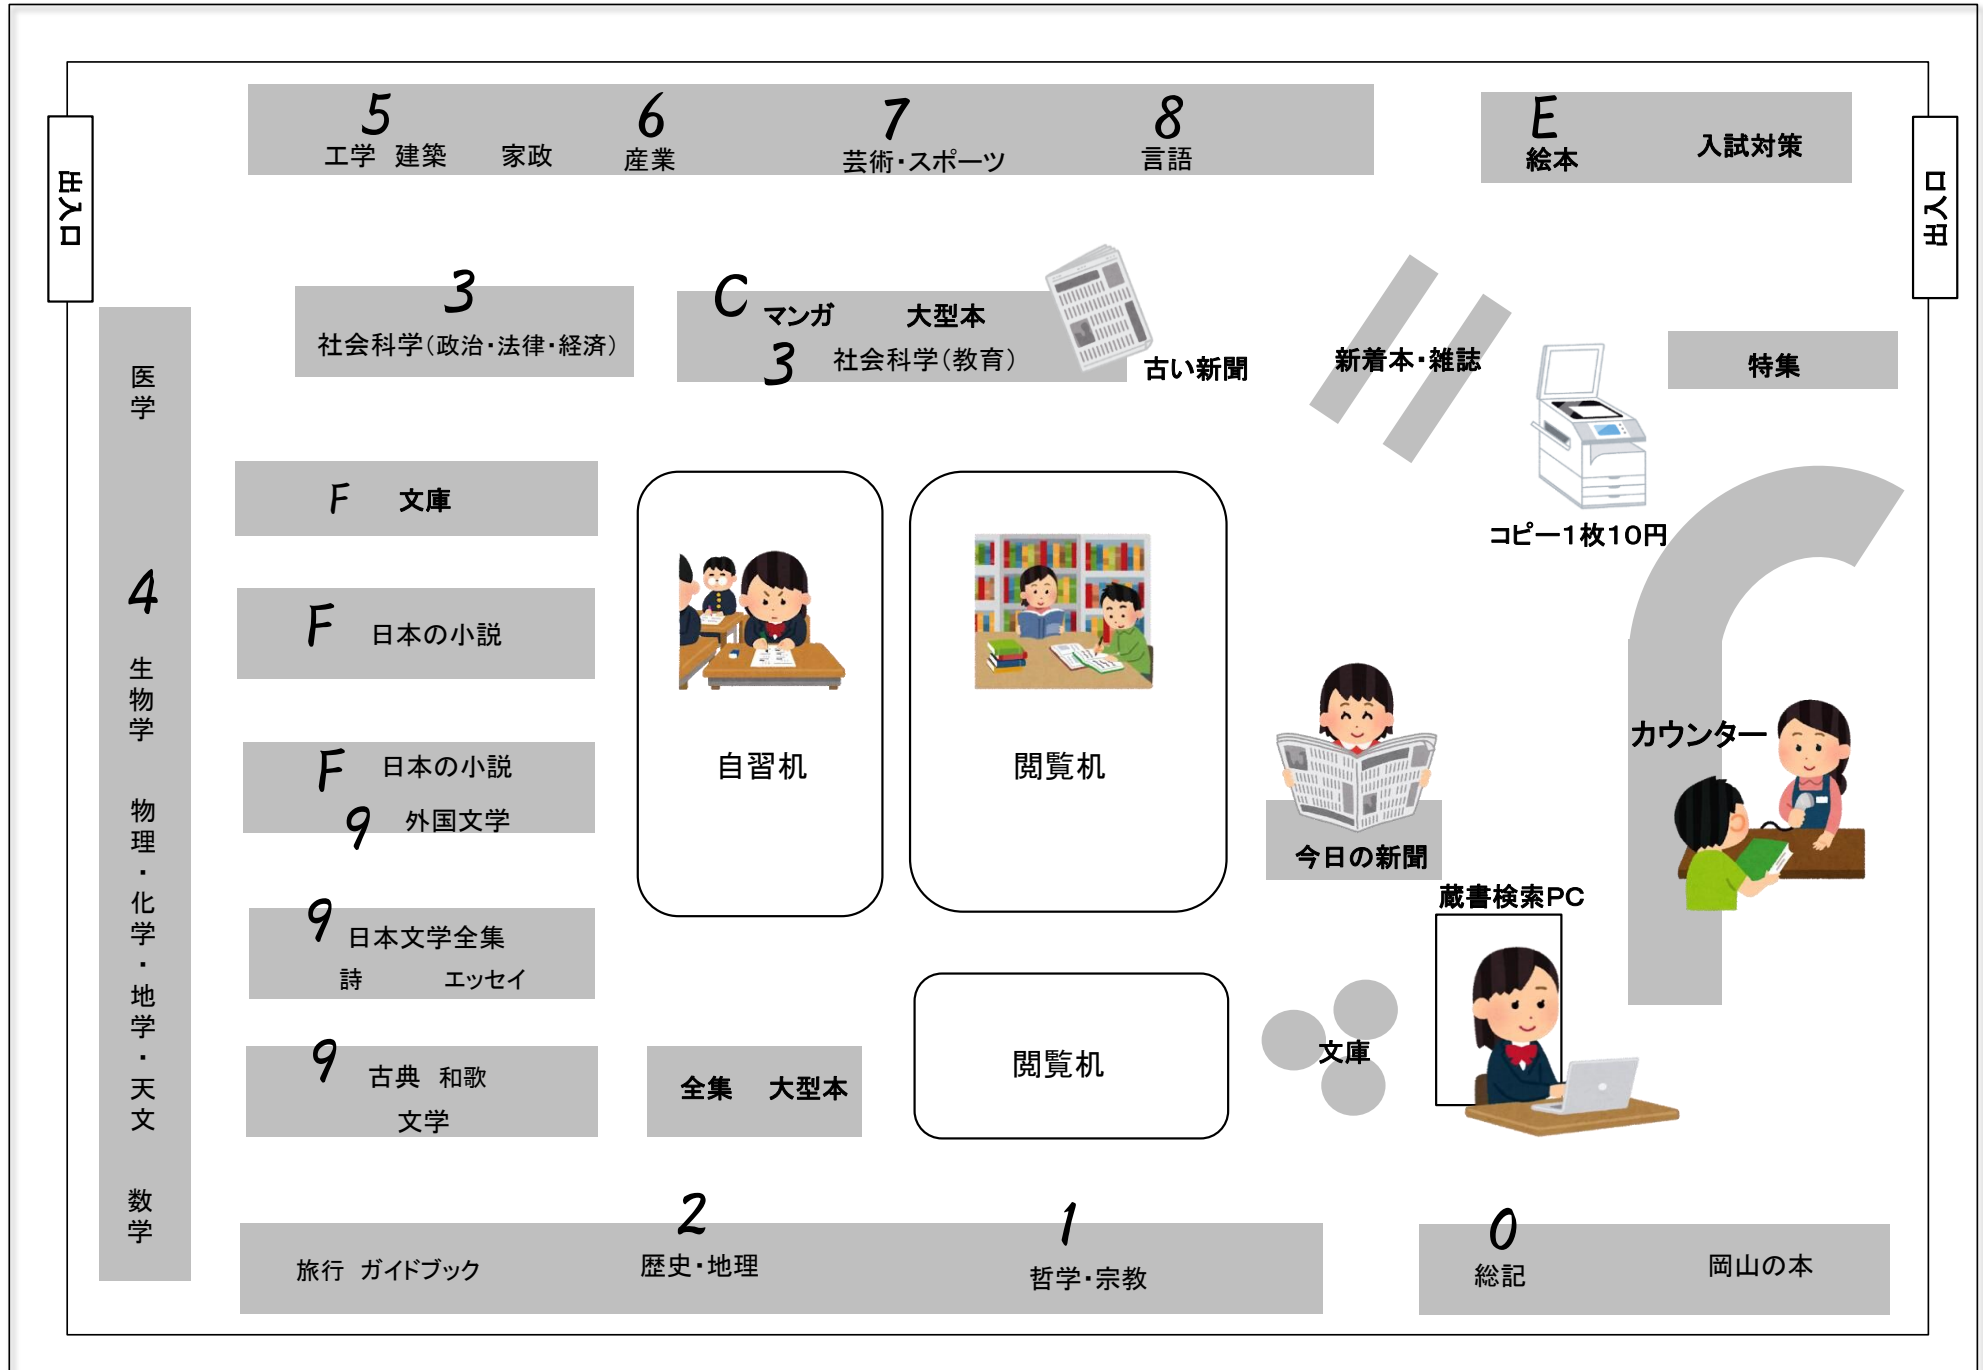 5
工学 建築 家政
6
産業
7
芸術・スポーツ
8
言語
E
絵本
入試対策
出入口
出入口
3
社会科学(政治・法律・経済)
C マンガ 大型本
3 社会科学(教育)
古い新聞
新着本・雑誌
特集
コピー1枚10円
医学
4
生物学
物理・化学・地学・天文
数学
F 文庫
F 日本の小説
F 日本の小説
9 外国文学
9 日本文学全集
詩 エッセイ
9 古典 和歌
文学
自習机
閲覧机
今日の新聞
カウンター
蔵書検索PC
全集 大型本
閲覧机
文庫
旅行 ガイドブック
2
歴史・地理
1
哲学・宗教
0
総記
岡山の本